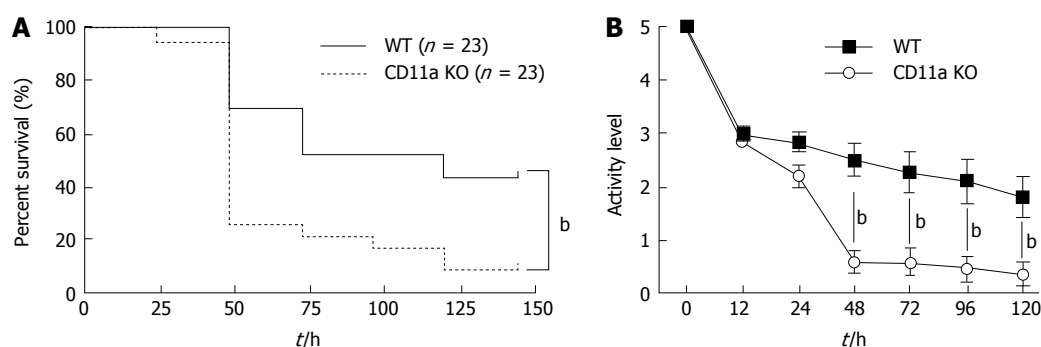 A
Percent survival (%)
100
80
60
40
20
0
WT (n = 23)
CD11a KO (n = 23)
b
0 25 50 75 100 125 150
t/h
B
Activity level
5
4
3
2
1
0
WT
CD11a KO
b b b b
0 12 24 48 72 96 120
t/h